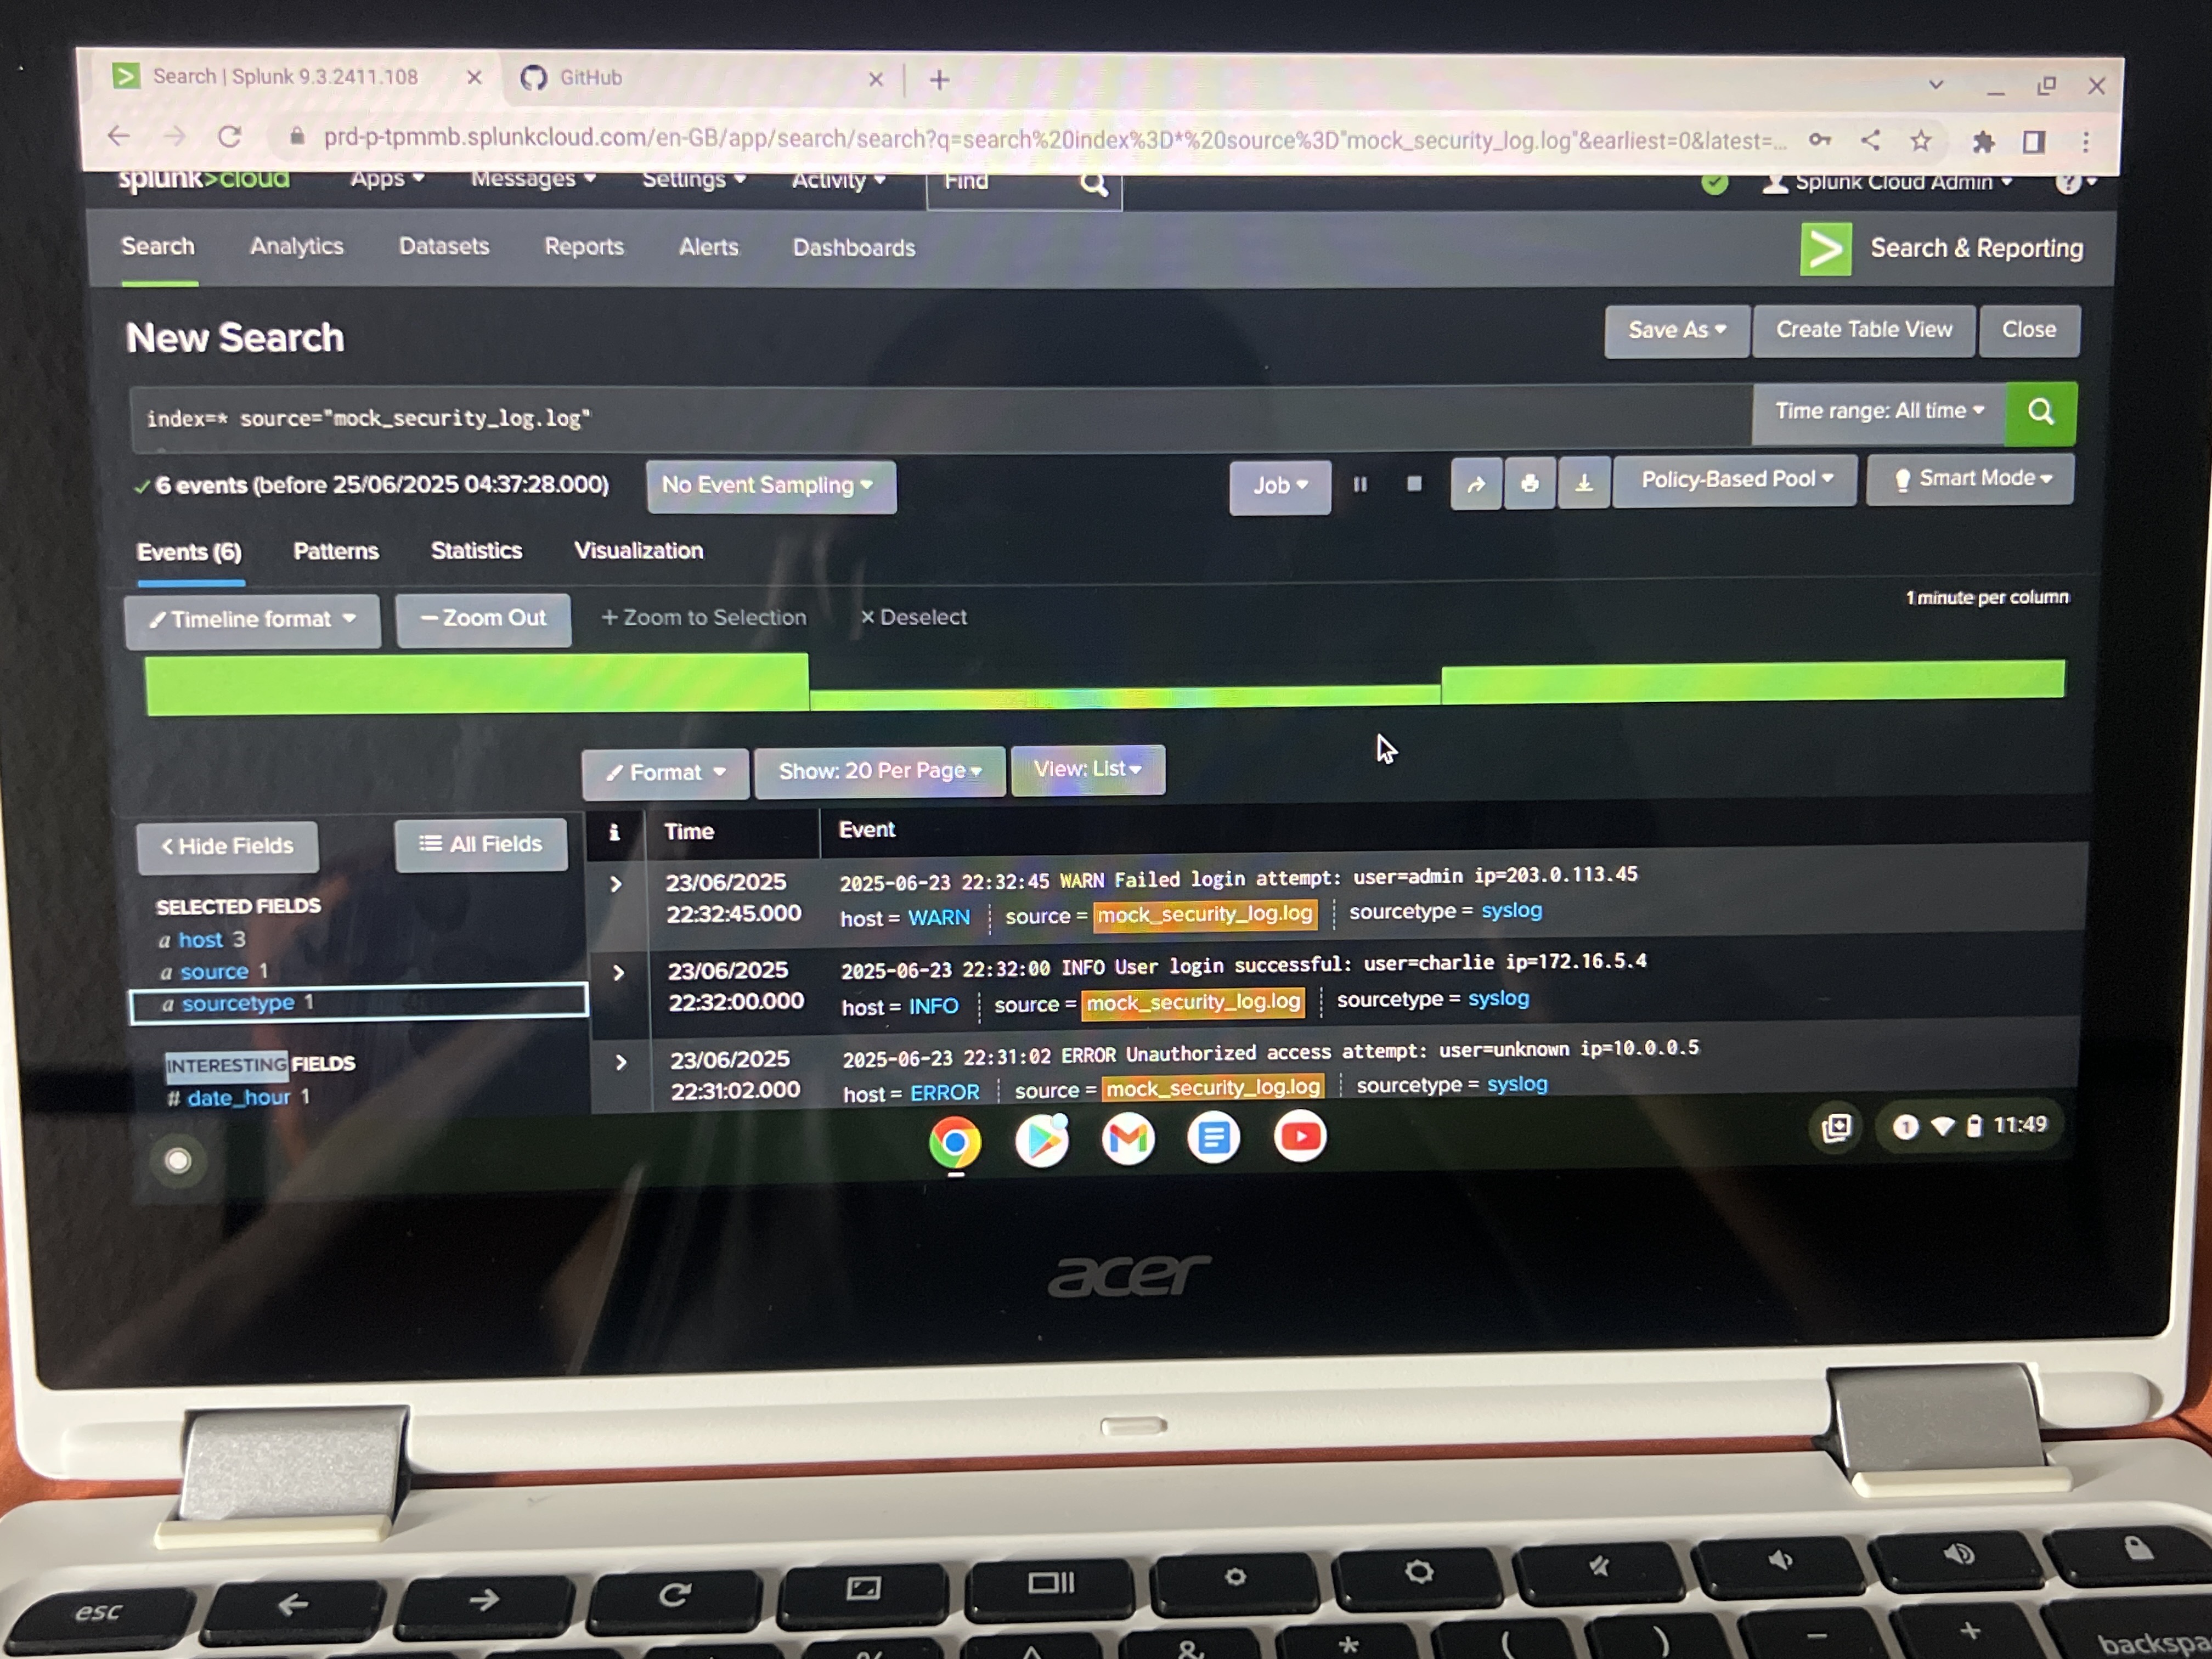 Search | Splunk 9.3.2411.108
GitHub
prd-p-tpmmb.splunkcloud.com/en-GB/app/search/search?q=search%20index%3D*%20source%3D"mock_security_log.log"&earliest=0&latest=...
splunk>cloud Apps Messages Settings Activity Find Splunk Cloud Admin ?
Search Analytics Datasets Reports Alerts Dashboards > Search & Reporting
New Search Save As Create Table View Close
index=* source="mock_security_log.log" Time range: All time
6 events (before 25/06/2025 04:37:28.000) No Event Sampling Job Policy-Based Pool Smart Mode
Events (6) Patterns Statistics Visualization
1 minute per column
Timeline format − Zoom Out + Zoom to Selection × Deselect
Format Show: 20 Per Page View: List
< Hide Fields All Fields
i Time Event
SELECTED FIELDS
a host 3
a source 1
a sourcetype 1
INTERESTING FIELDS
# date_hour 1
23/06/2025 22:32:45.000
2025-06-23 22:32:45 WARN Failed login attempt: user=admin ip=203.0.113.45
host = WARN source = mock_security_log.log sourcetype = syslog
23/06/2025 22:32:00.000
2025-06-23 22:32:00 INFO User login successful: user=charlie ip=172.16.5.4
host = INFO source = mock_security_log.log sourcetype = syslog
23/06/2025 22:31:02.000
2025-06-23 22:31:02 ERROR Unauthorized access attempt: user=unknown ip=10.0.0.5
host = ERROR source = mock_security_log.log sourcetype = syslog
1 11:49
acer
esc
& * ( ) − +
backspa